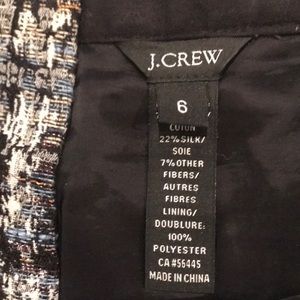 J.CREW
6
22% SILK/
SOIE
7% OTHER
FIBERS/
AUTRES
FIBRES
LINING/
DOUBLURE:
100%
POLYESTER
CA #56445
MADE IN CHINA